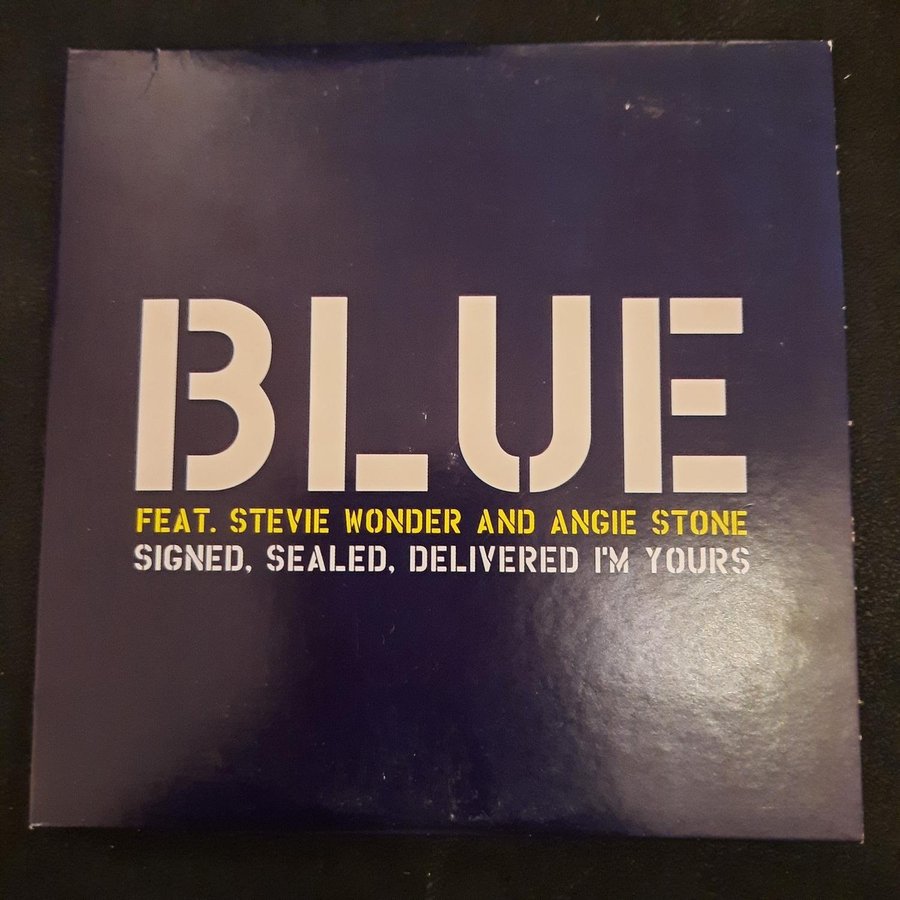 BLUE
FEAT. STEVIE WONDER AND ANGIE STONE
SIGNED, SEALED, DELIVERED I'M YOURS